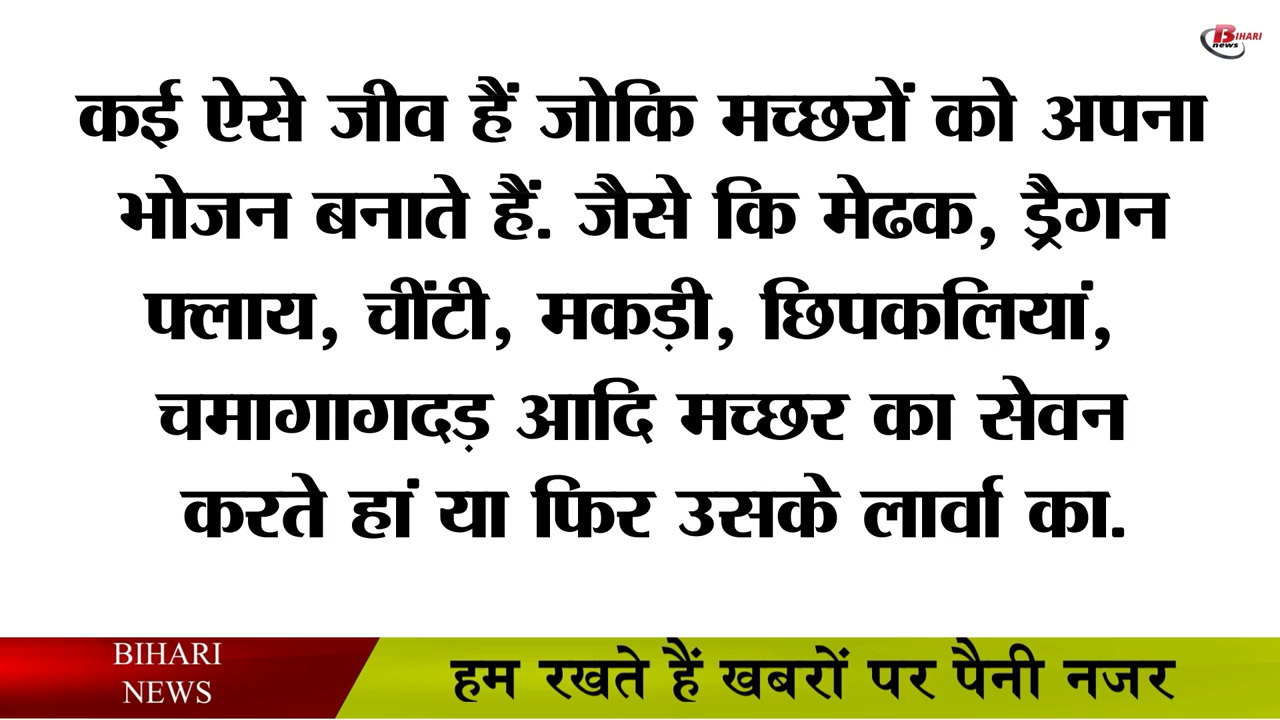 BIHARI
news
कई ऐसे जीव हैं जोकि मच्छरों को अपना
भोजन बनाते हैं. जैसे कि मेढक, ड्रैगन
फ्लाय, चींटी, मकड़ी, छिपकलियां,
चमागागदड़ आदि मच्छर का सेवन
करते हां या फिर उसके लार्वा का.
BIHARI
NEWS
हम रखते हैं खबरों पर पैनी नजर